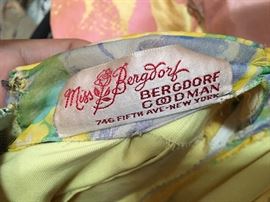 Miss Bergdorf
BERGDORF
GOODMAN
746 FIFTH AVE·NEW YORK